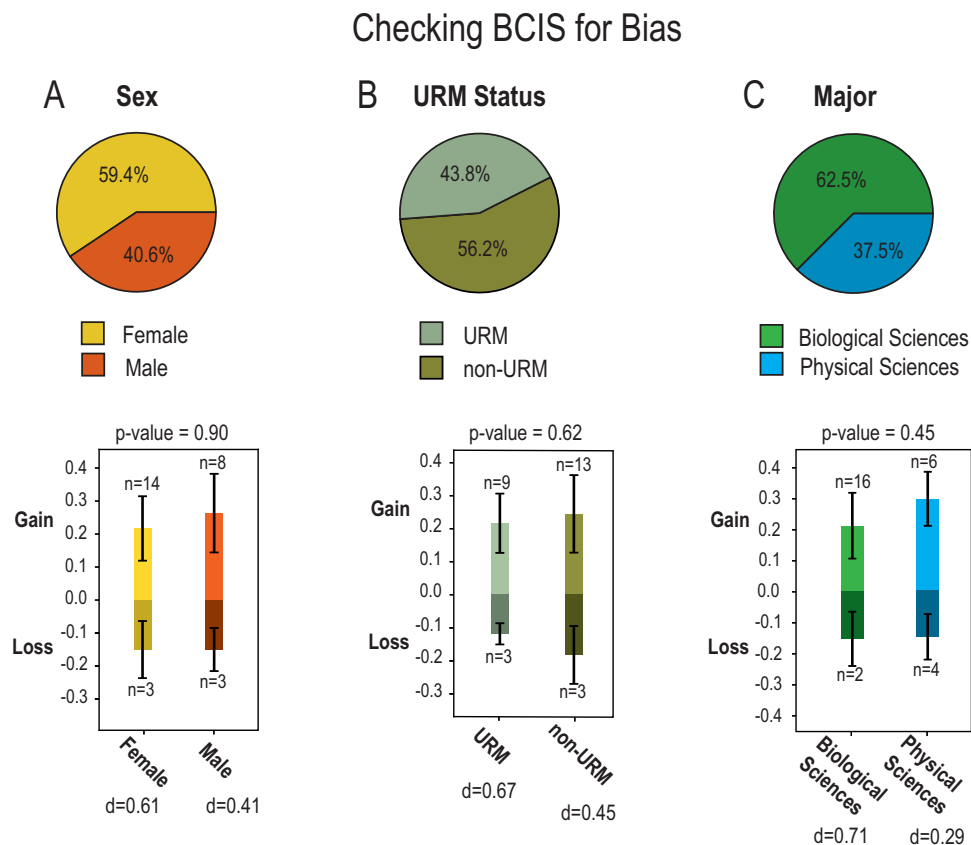 Checking BCIS for Bias
A Sex
59.4%
40.6%
Female
Male
p-value = 0.90
0.4
0.3
0.2
0.1
0.0
-0.1
-0.2
-0.3
Gain
Loss
n=14
n=8
n=3
n=3
Female
Male
d=0.61
d=0.41
B URM Status
43.8%
56.2%
URM
non-URM
p-value = 0.62
0.4
0.3
0.2
0.1
0.0
-0.1
-0.2
-0.3
Gain
Loss
n=9
n=13
n=3
n=3
URM
non-URM
d=0.67
d=0.45
C Major
62.5%
37.5%
Biological Sciences
Physical Sciences
p-value = 0.45
0.4
0.3
0.2
0.1
0.0
-0.1
-0.2
-0.3
-0.4
Gain
Loss
n=16
n=6
n=2
n=4
Biological
Sciences
Physical
Sciences
d=0.71
d=0.29